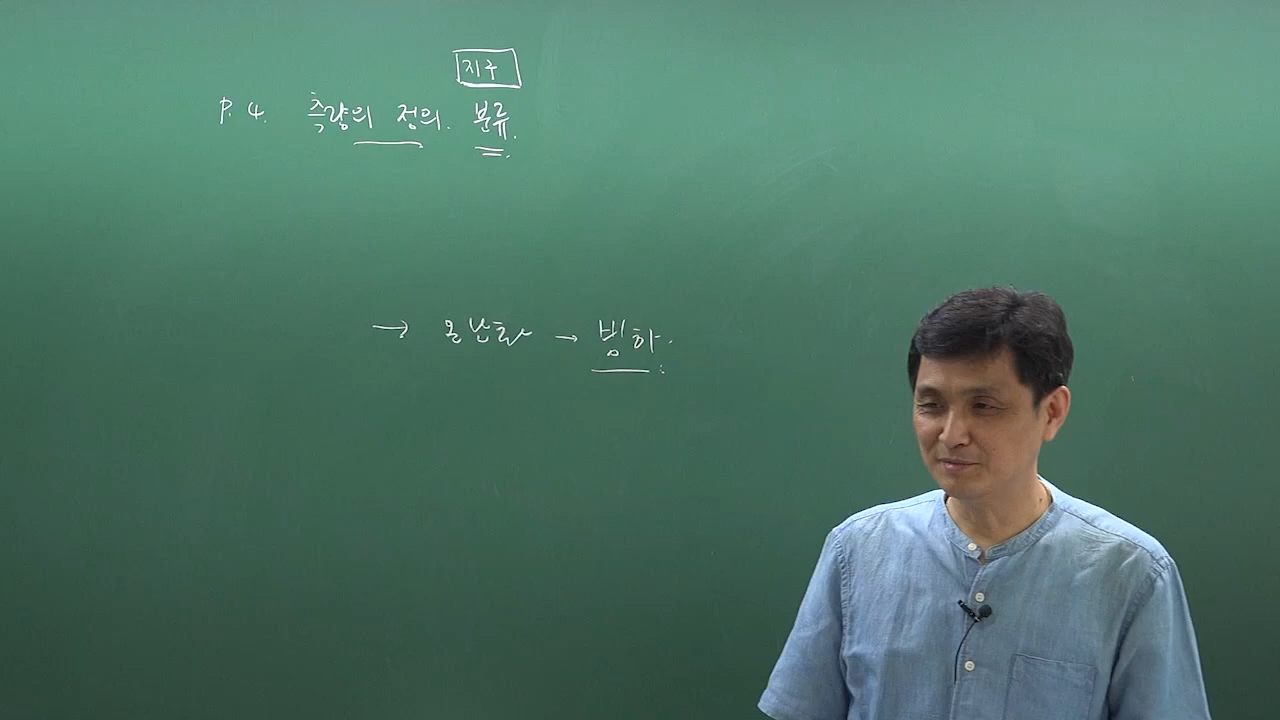 지구
P. 4. 측량의 정의. 분류.
→ 온난화 → 빙하.